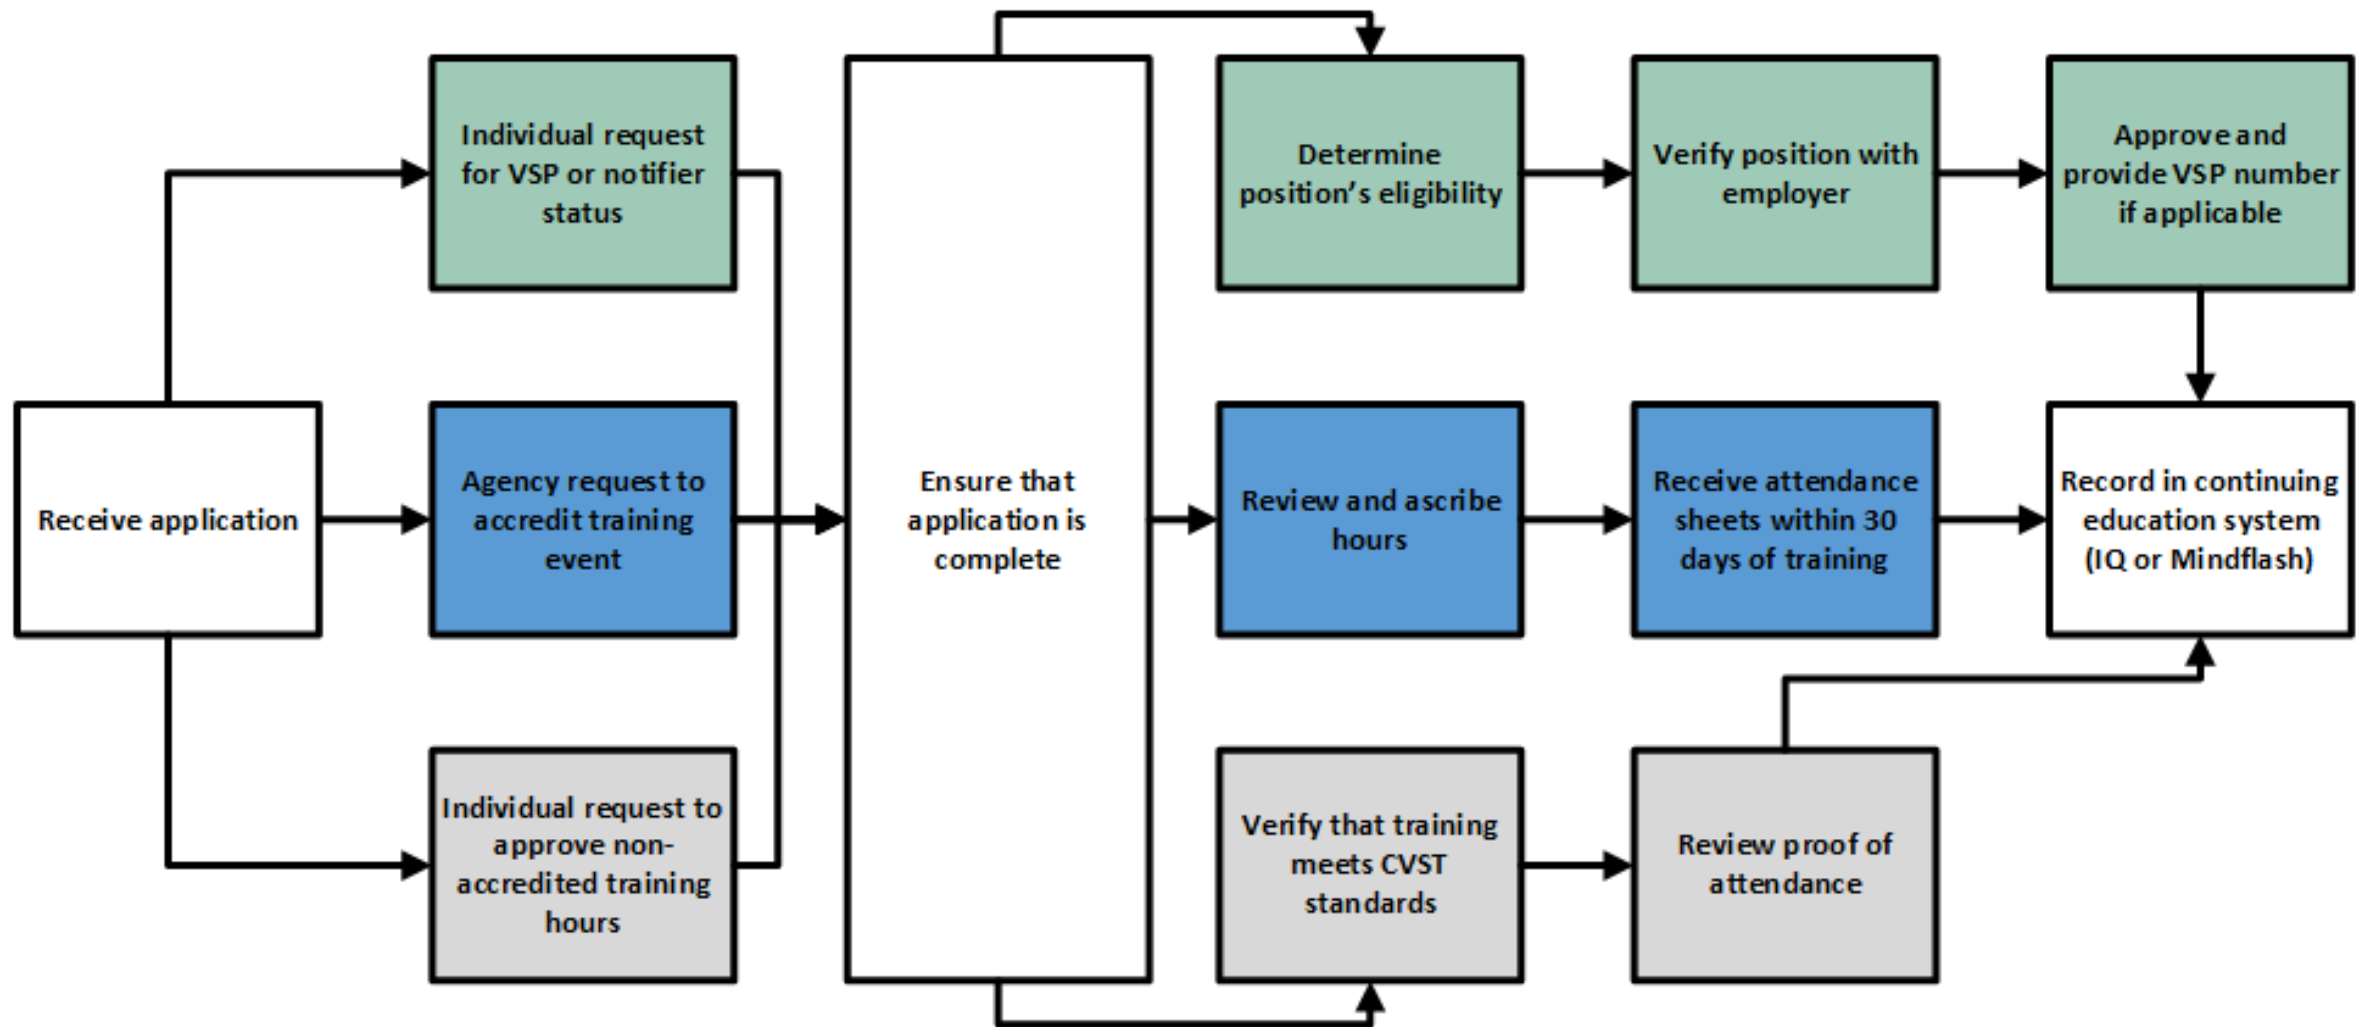 Individual request
for VSP or notifier
status
Determine
position’s eligibility
Verify position with
employer
Approve and
provide VSP number
if applicable
Receive application
Agency request to
accredit training
event
Ensure that
application is
complete
Review and ascribe
hours
Receive attendance
sheets within 30
days of training
Record in continuing
education system
(IQ or Mindflash)
Individual request to
approve non-
accredited training
hours
Verify that training
meets CVST
standards
Review proof of
attendance